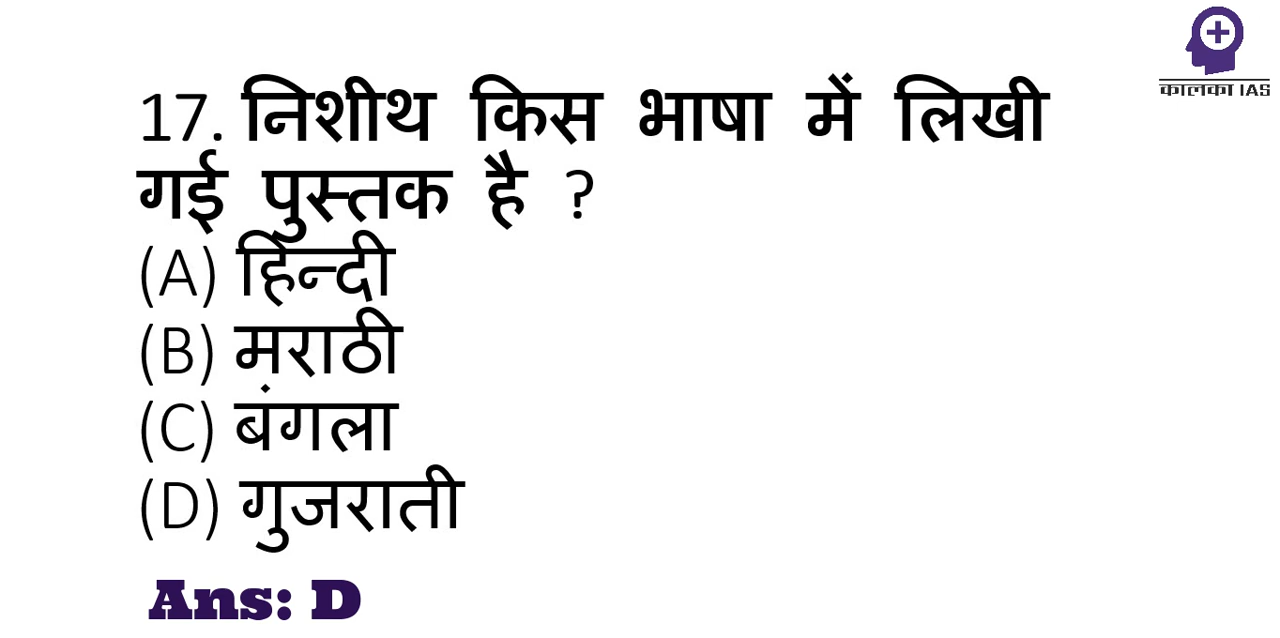 कालका IAS
17. निशीथ किस भाषा में लिखी
गई पुस्तक है ?
(A) हिन्दी
(B) मराठी
(C) बंगला
(D) गुजराती
Ans: D